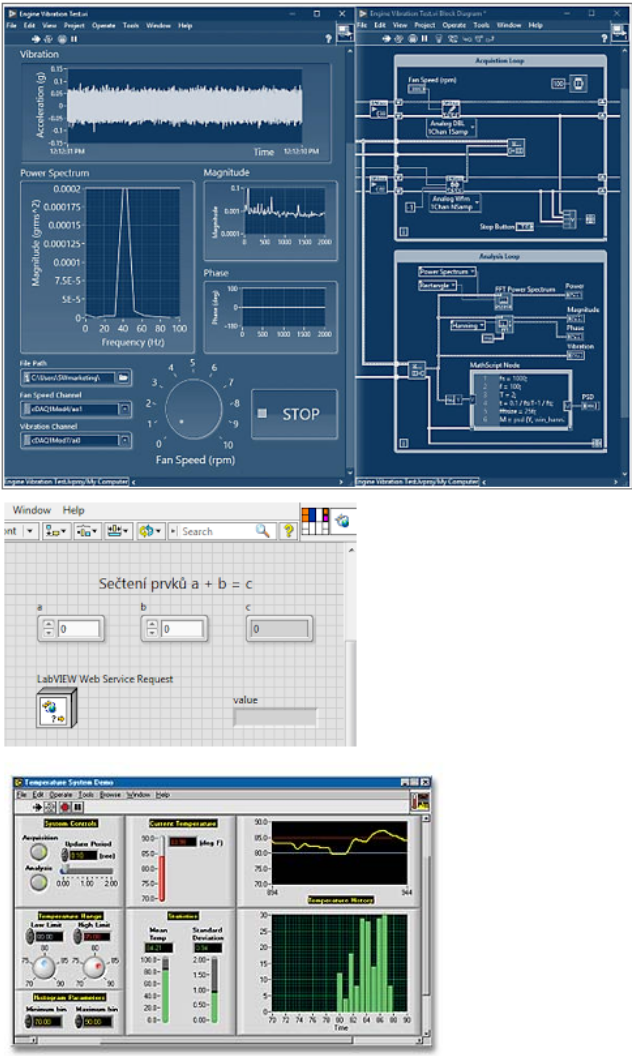 Engine Vibration Test.vi
File Edit View Project Operate Tools Window Help
Vibration
Acceleration (g)
0.15
0.1
0.05
0
-0.05
-0.1
-0.15
12:12:31 PM Time 12:12:10 PM
Power Spectrum
Magnitude (grms^2)
0.0002
0.000175
0.00015
0.000125
0.0001
7.5E-5
5E-5
0
0 20 40 60 80 100
Frequency (Hz)
Magnitude
Magnitude
0.1
0.001
0.0001
0 500 1000 1500 2000
Phase
Phase (deg)
100
0
-180
0 500 1000 1500 2000
File Path
C:\Users\SWmarketing\
Fan Speed Channel
cDAQ1Mod4/ao1
Vibration Channel
cDAQ1Mod7/ai0
0 1 2 3 4 5 6 7 8 9 10
Fan Speed (rpm)
STOP
Engine Vibration Test.lvproj/My Computer
Engine Vibration Test.vi Block Diagram *
File Edit View Project Operate Tools Window Help
Acquisition Loop
Fan Speed (rpm)
100
Analog DBL
1Chan 1Samp
Analog Wfm
1Chan NSamp
-1
Stop Button
Analysis Loop
Power Spectrum
Rectangle
FFT Power Spectrum
Power
Hanning
Magnitude
Phase
Vibration
MathScript Node
1 fs = 1000;
2 f = 100;
3 T = 2;
4 t = 0:1 / fs:T-1 / fs;
5
6
PSD
Engine Vibration Test.lvproj/My Computer
Window Help
Search
Sečtení prvků a + b = c
a b c
0 0 0
LabVIEW Web Service Request
value
Temperature System Demo
File Edit Operate Tools Browse Window Help
System Controls
Acquisition
Update Period
0.10 (sec)
Analysis
0.00 1.00 2.00
Current Temperature
90.0
85.0
80.0
75.0
70.0
(deg F)
90.0
85.0
80.0
75.0
70.0
894 944
Temperature History
Temperature Range
Low Limit High Limit
80 80
75 85 75 85
70 90 70 90
Histogram Parameters
Minimum bin Maximum bin
70.00 90.00
Statistics
Mean Temp
Standard Deviation
84.21
100.0
80.0
60.0
40.0
20.0
0.0
2.00
1.50
1.00
0.50
0.00
30
25
20
15
10
5
0
70 72 74 76 78 80 82 84 86 88 90
Time